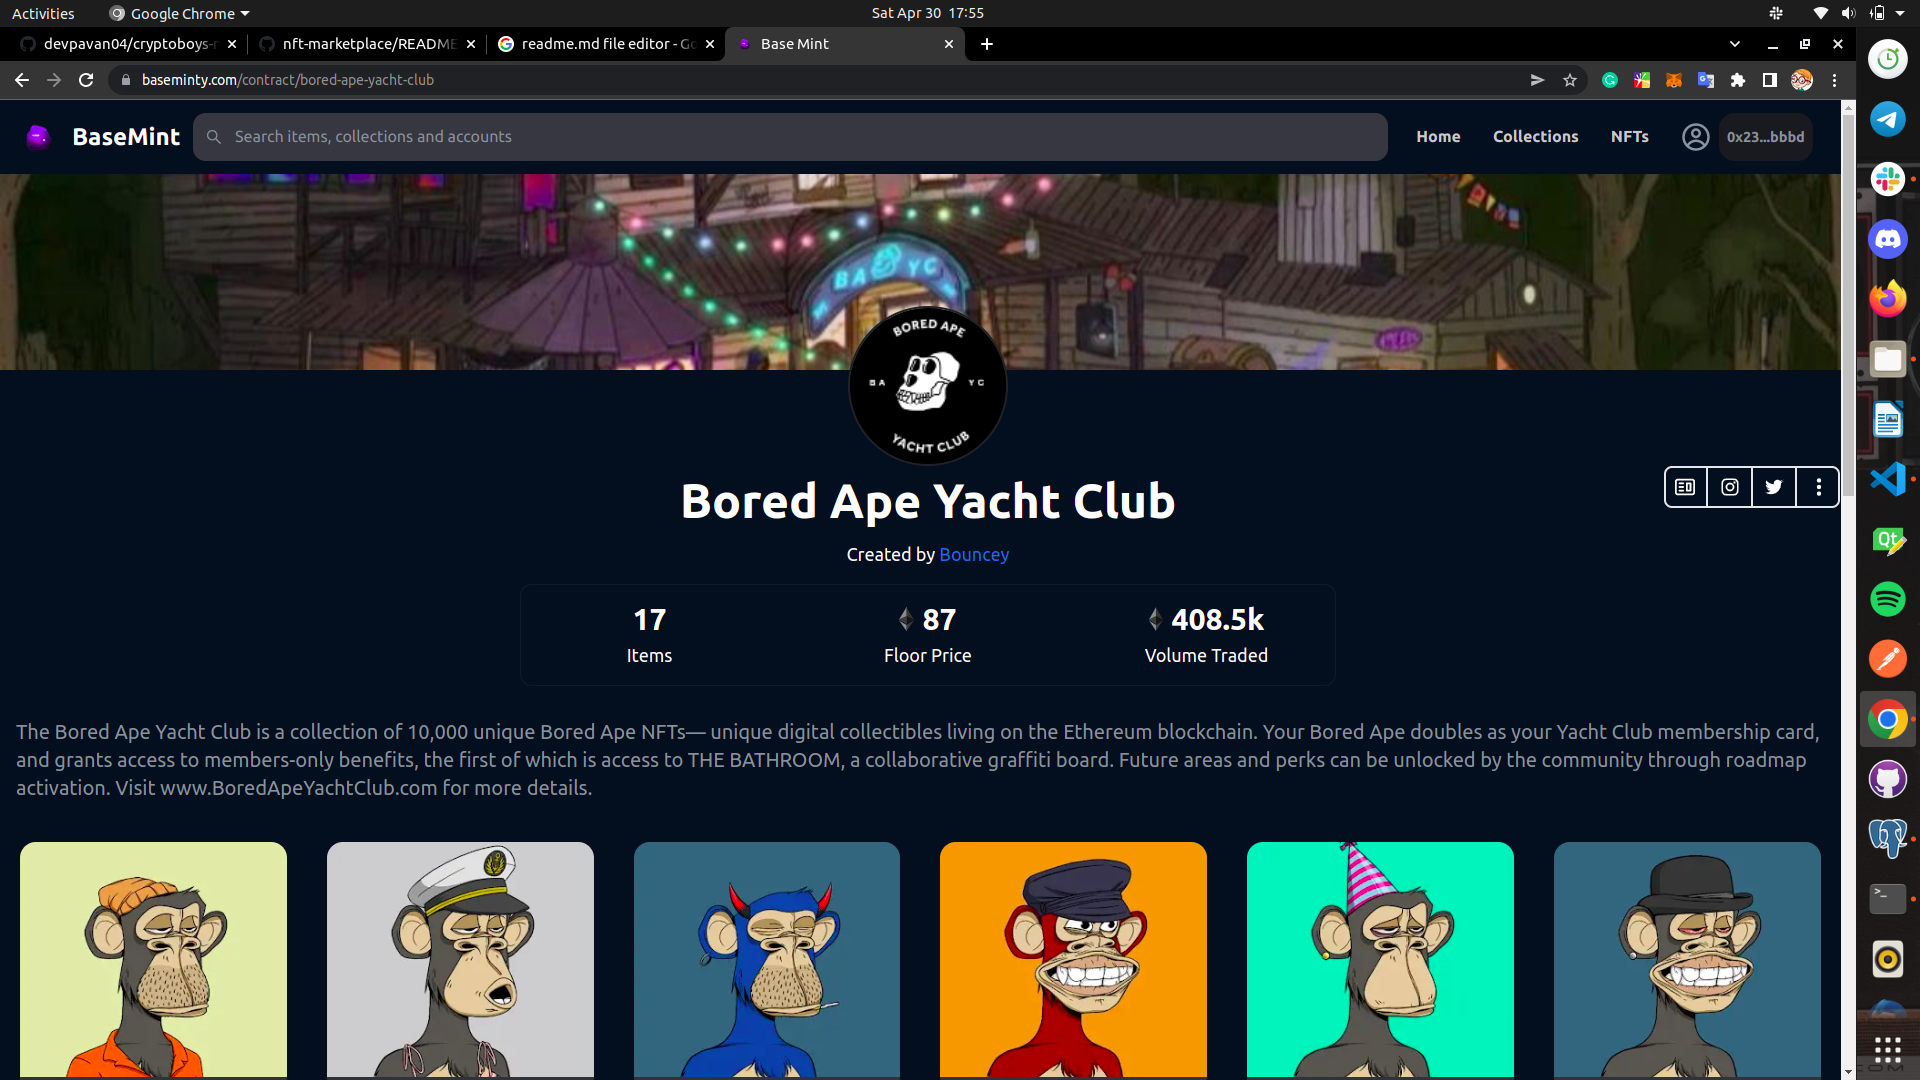 Activities
Google Chrome
Sat Apr 30 17:55
devpavan04/cryptoboys-
nft-marketplace/README
readme.md file editor - Go
Base Mint
baseminty.com/contract/bored-ape-yacht-club
BaseMint
Search items, collections and accounts
Home
Collections
NFTs
0x23...bbbd
BA YC
BORED APE
BA YC
YACHT CLUB
Bored Ape Yacht Club
Created by Bouncey
17
87
408.5k
Items
Floor Price
Volume Traded
The Bored Ape Yacht Club is a collection of 10,000 unique Bored Ape NFTs— unique digital collectibles living on the Ethereum blockchain. Your Bored Ape doubles as your Yacht Club membership card,
and grants access to members-only benefits, the first of which is access to THE BATHROOM, a collaborative graffiti board. Future areas and perks can be unlocked by the community through roadmap
activation. Visit www.BoredApeYachtClub.com for more details.
Qt